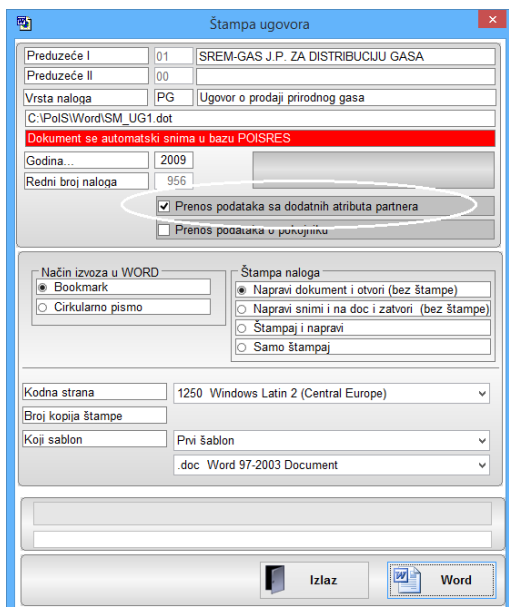 Štampa ugovora
Preduzeće I 01 SREM-GAS J.P. ZA DISTRIBUCIJU GASA
Preduzeće II 00
Vrsta naloga PG Ugovor o prodaji prirodnog gasa
C:\PolS\Word\SM_UG1.dot
Dokument se automatski snima u bazu POISRES
Godina... 2009
Redni broj naloga 956
Prenos podataka sa dodatnih atributa partnera
Prenos podataka o pokojniku
Način izvoza u WORD
Bookmark
Cirkularno pismo
Štampa naloga
Napravi dokument i otvori (bez štampe)
Napravi snimi i na doc i zatvori (bez štampe)
Štampaj i napravi
Samo štampaj
Kodna strana 1250 Windows Latin 2 (Central Europe)
Broj kopija štampe
Koji sablon Prvi šablon
.doc Word 97-2003 Document
Izlaz Word